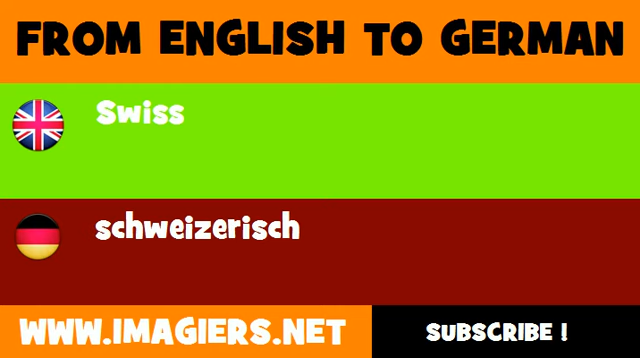 FROM ENGLISH TO GERMAN
Swiss
schweizerisch
WWW.IMAGIERS.NET
SUBSCRIBE !